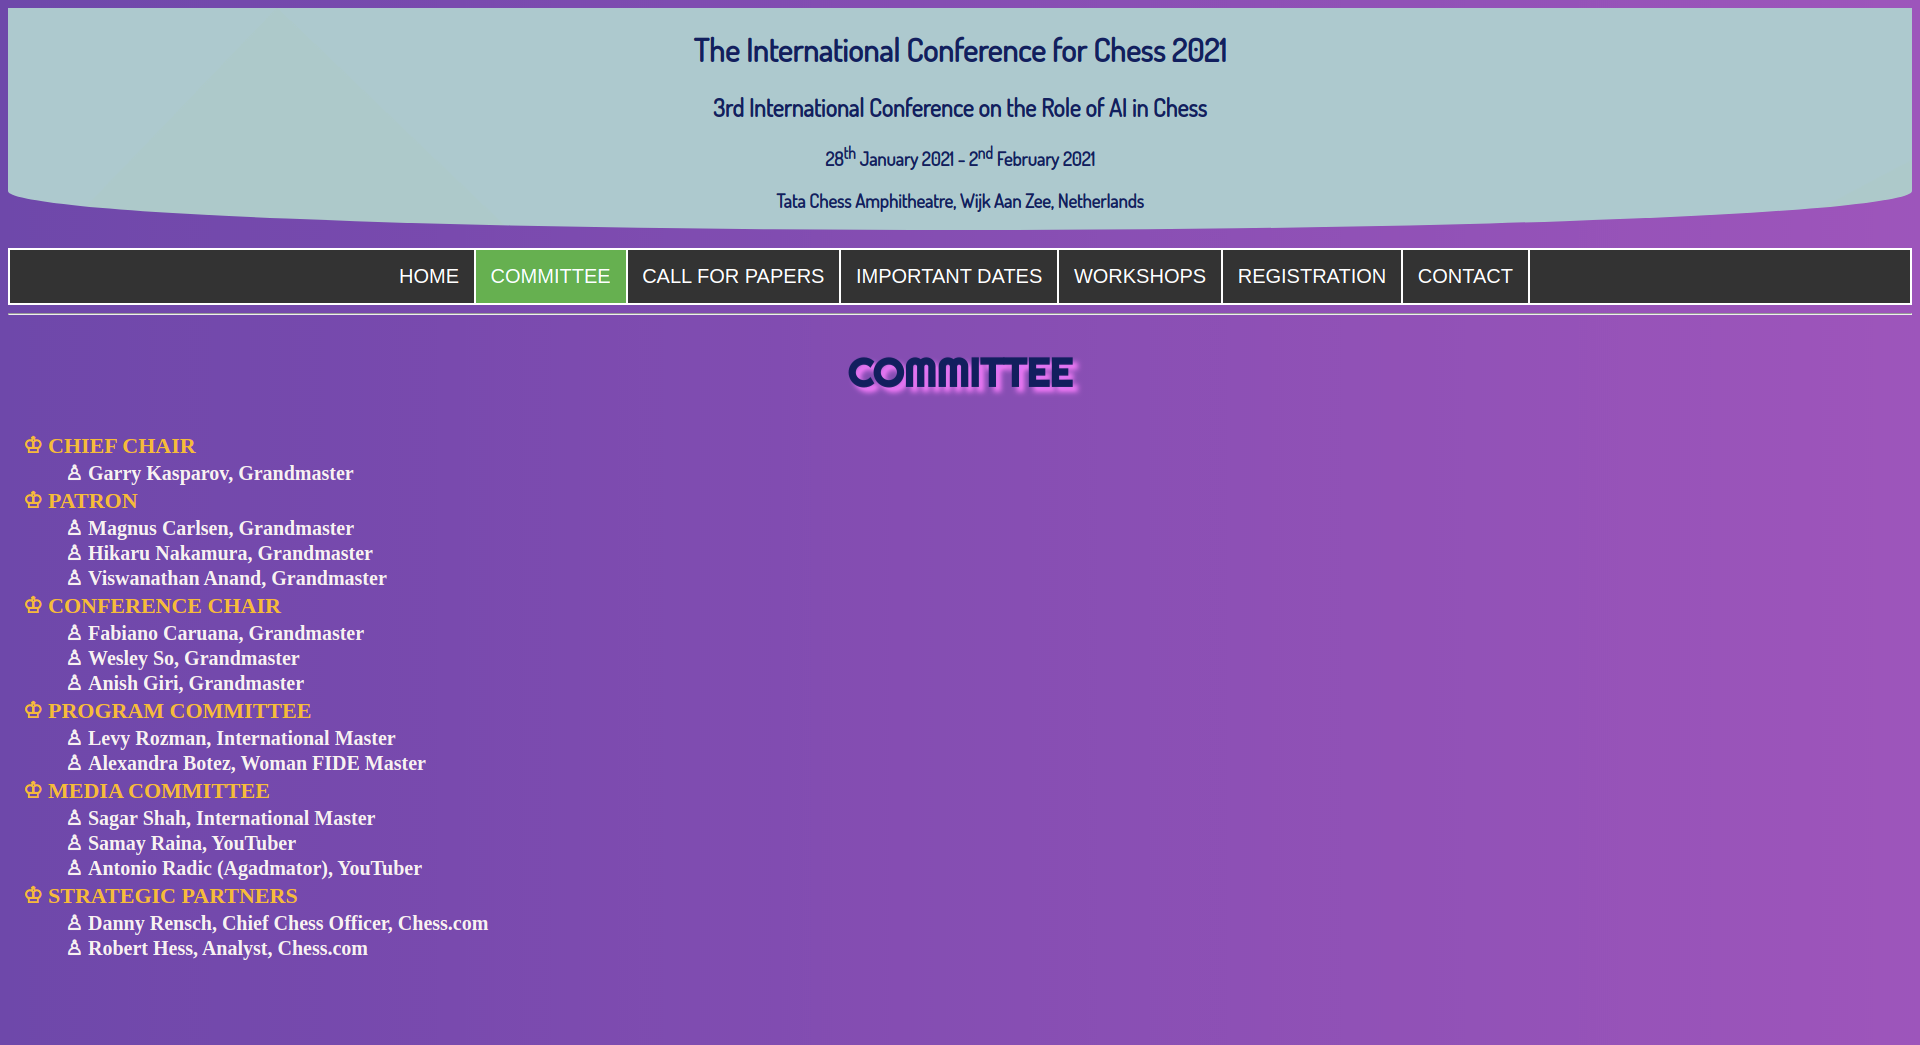 The International Conference for Chess 2021
3rd International Conference on the Role of AI in Chess
28th January 2021 - 2nd February 2021
Tata Chess Amphitheatre, Wijk Aan Zee, Netherlands
HOME COMMITTEE CALL FOR PAPERS IMPORTANT DATES WORKSHOPS REGISTRATION CONTACT
COMMITTEE
♔ CHIEF CHAIR
♙ Garry Kasparov, Grandmaster
♔ PATRON
♙ Magnus Carlsen, Grandmaster
♙ Hikaru Nakamura, Grandmaster
♙ Viswanathan Anand, Grandmaster
♔ CONFERENCE CHAIR
♙ Fabiano Caruana, Grandmaster
♙ Wesley So, Grandmaster
♙ Anish Giri, Grandmaster
♔ PROGRAM COMMITTEE
♙ Levy Rozman, International Master
♙ Alexandra Botez, Woman FIDE Master
♔ MEDIA COMMITTEE
♙ Sagar Shah, International Master
♙ Samay Raina, YouTuber
♙ Antonio Radic (Agadmator), YouTuber
♔ STRATEGIC PARTNERS
♙ Danny Rensch, Chief Chess Officer, Chess.com
♙ Robert Hess, Analyst, Chess.com